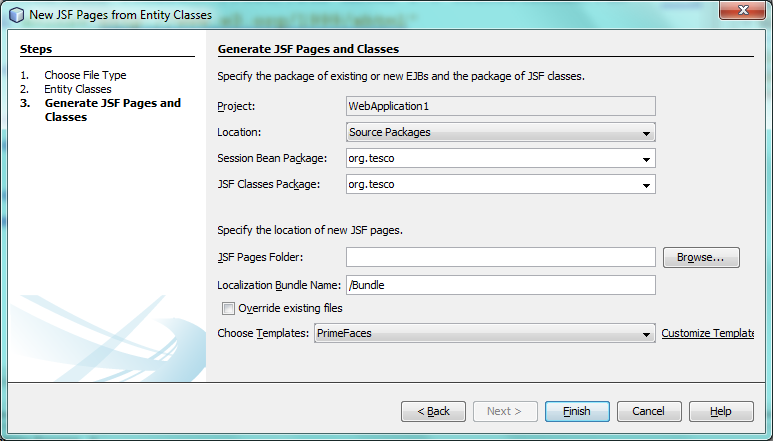 New JSF Pages from Entity Classes
Steps
1. Choose File Type
2. Entity Classes
3. Generate JSF Pages and
Classes
Generate JSF Pages and Classes
Specify the package of existing or new EJBs and the package of JSF classes.
Project: WebApplication1
Location: Source Packages
Session Bean Package: org.tesco
JSF Classes Package: org.tesco
Specify the location of new JSF pages.
JSF Pages Folder: Browse...
Localization Bundle Name: /Bundle
Override existing files
Choose Templates: PrimeFaces Customize Template
< Back Next > Finish Cancel Help